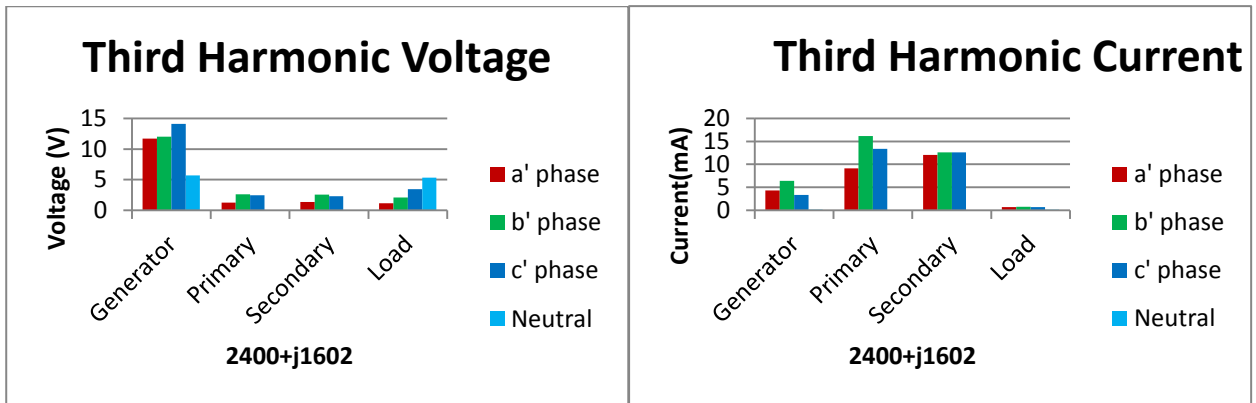 Third Harmonic Voltage
Voltage (V)
15
10
5
0
Generator
Primary
Secondary
Load
2400+j1602
a' phase
b' phase
c' phase
Neutral
Third Harmonic Current
Current(mA)
20
15
10
5
0
Generator
Primary
Secondary
Load
2400+j1602
a' phase
b' phase
c' phase
Neutral